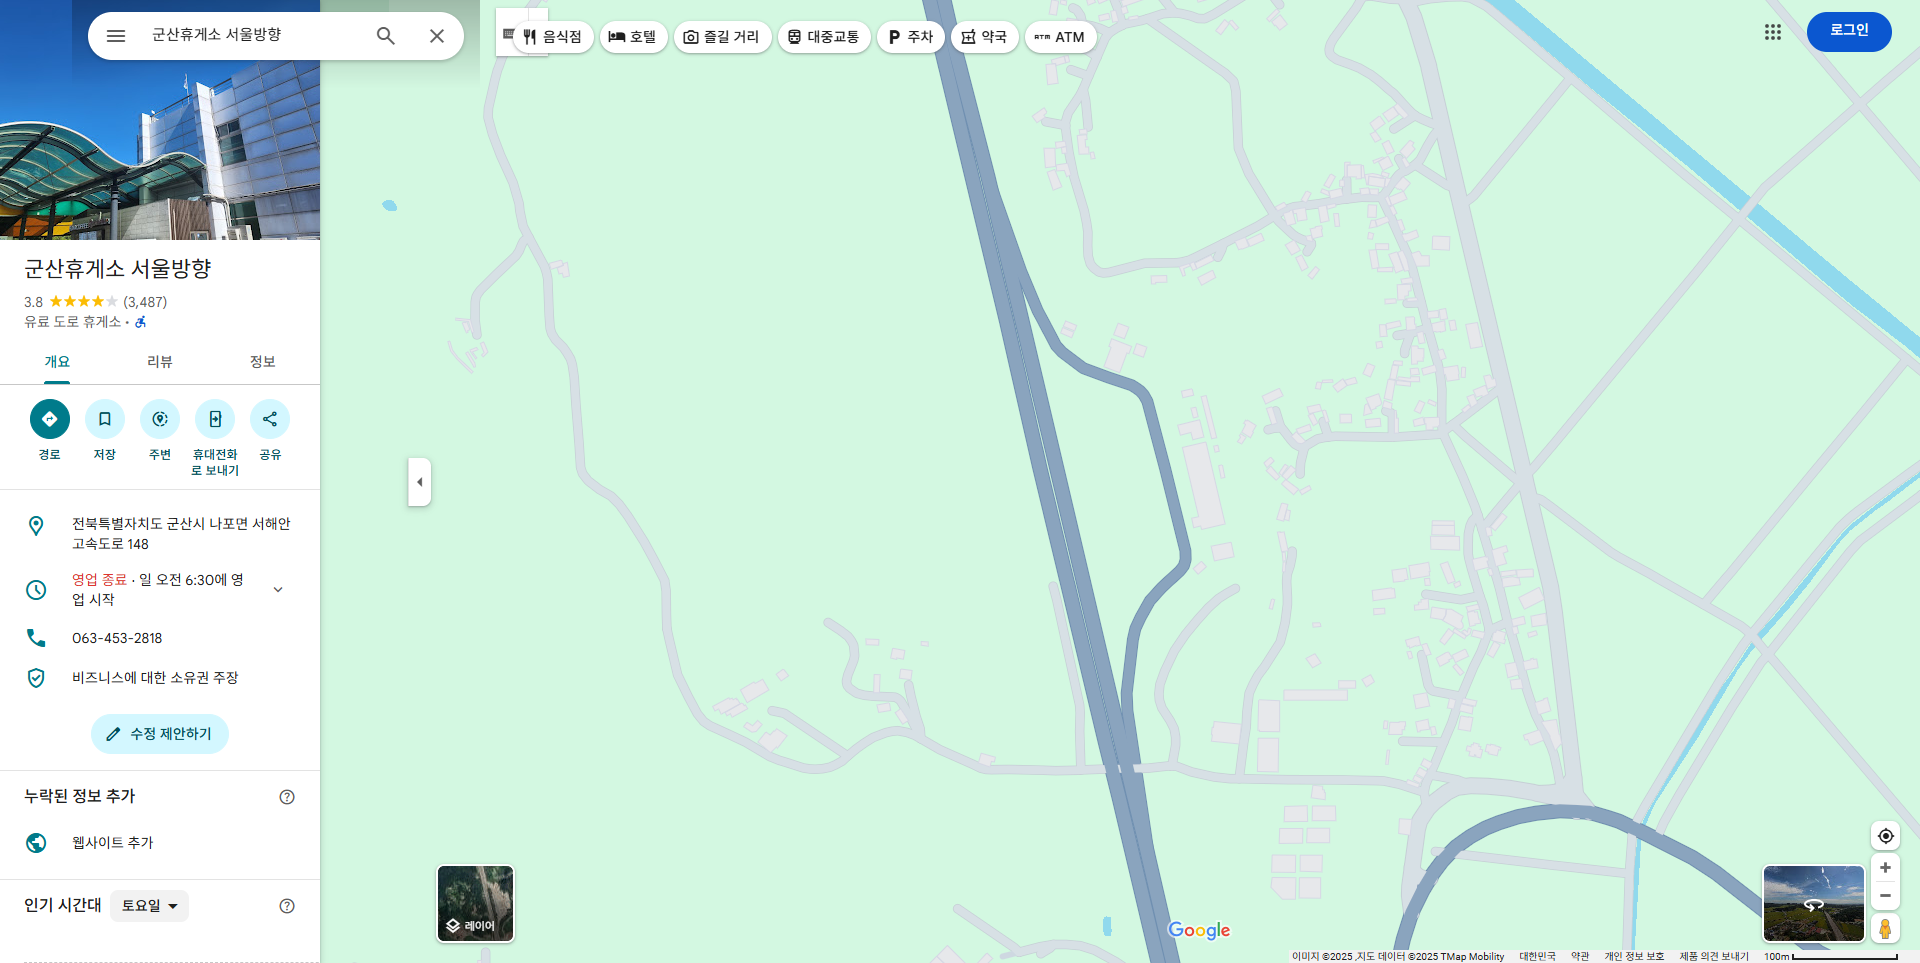 군산휴게소 서울방향
음식점
호텔
즐길 거리
대중교통
주차
약국
ATM
로그인
군산휴게소 서울방향
3.8 (3,487)
유료 도로 휴게소 ·
개요 리뷰 정보
경로
저장
주변
휴대전화
로 보내기
공유
전북특별자치도 군산시 나포면 서해안
고속도로 148
영업 종료 · 일 오전 6:30에 영
업 시작
063-453-2818
비즈니스에 대한 소유권 주장
수정 제안하기
누락된 정보 추가
웹사이트 추가
인기 시간대 토요일
레이어
Google
이미지 ©2025 ,지도 데이터 ©2025 TMap Mobility 대한민국 약관 개인 정보 보호 제품 의견 보내기 100m